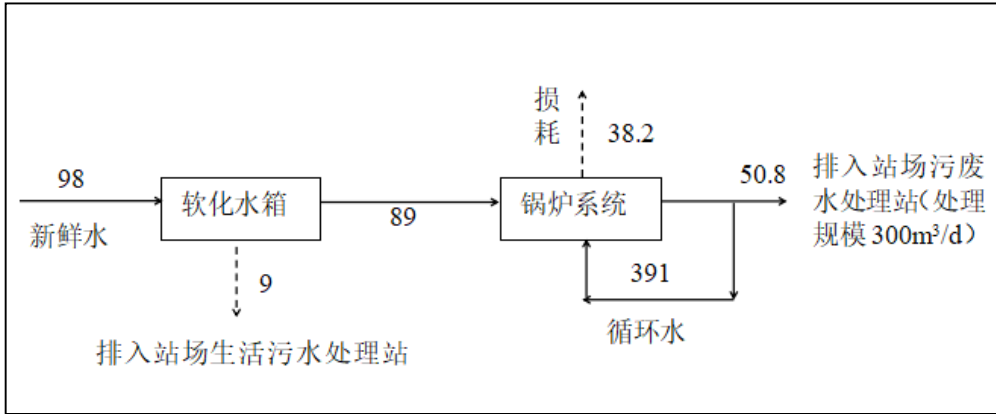 损
耗
38.2
98
50.8
排入站场污废
水处理站（处理
规模 300m³/d）
软化水箱
锅炉系统
89
新鲜水
9
391
循环水
排入站场生活污水处理站